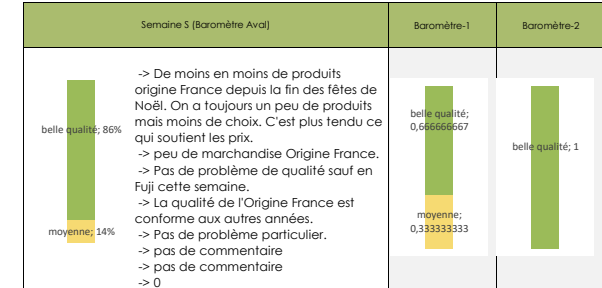 Semaine S (Baromètre Aval)
Baromètre-1
Baromètre-2
belle qualité; 86%
moyenne; 14%
-> De moins en moins de produits
origine France depuis la fin des fêtes de
Noël. On a toujours un peu de produits
mais moins de choix. C'est plus tendu ce
qui soutient les prix.
-> peu de marchandise Origine France.
-> Pas de problème de qualité sauf en
Fuji cette semaine.
-> La qualité de l'Origine France est
conforme aux autres années.
-> Pas de problème particulier.
-> pas de commentaire
-> pas de commentaire
-> 0
belle qualité;
0,666666667
moyenne;
0,333333333
belle qualité; 1